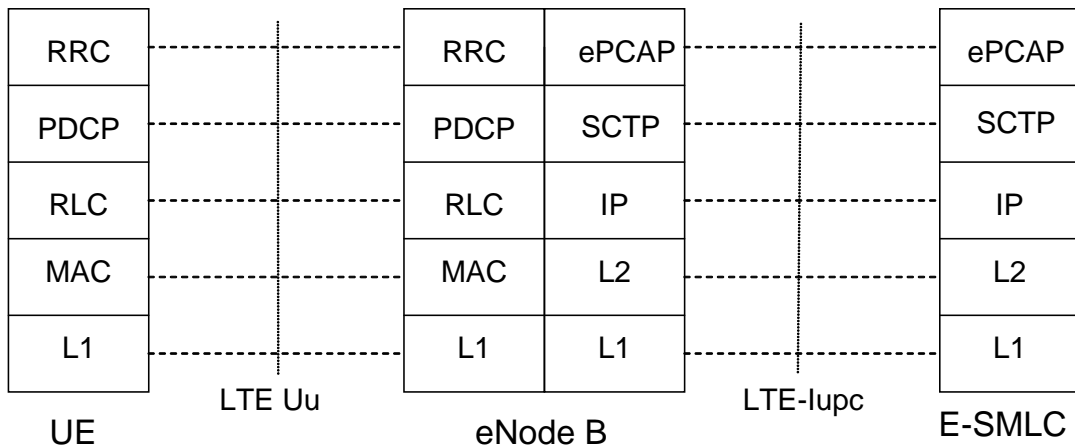 RRC RRC ePCAP ePCAP
PDCP PDCP SCTP SCTP
RLC RLC IP IP
MAC MAC L2 L2
L1 L1 L1 L1
LTE Uu LTE-Iupc
UE eNode B E-SMLC